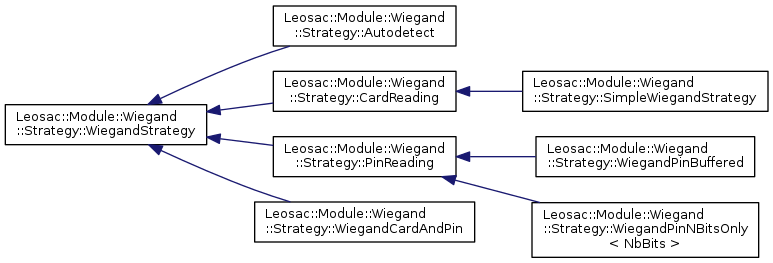 Leosac::Module::Wiegand
::Strategy::Autodetect
Leosac::Module::Wiegand
::Strategy::CardReading
Leosac::Module::Wiegand
::Strategy::SimpleWiegandStrategy
Leosac::Module::Wiegand
::Strategy::WiegandStrategy
Leosac::Module::Wiegand
::Strategy::PinReading
Leosac::Module::Wiegand
::Strategy::WiegandPinBuffered
Leosac::Module::Wiegand
::Strategy::WiegandCardAndPin
Leosac::Module::Wiegand
::Strategy::WiegandPinNBitsOnly
< NbBits >